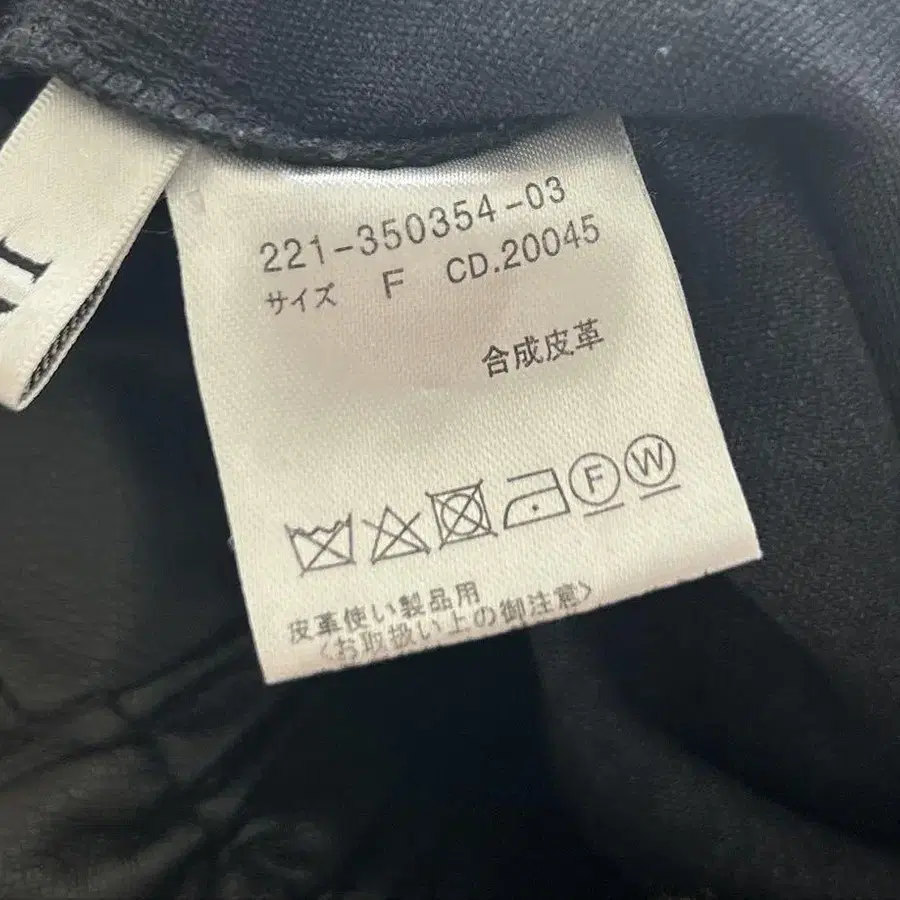 221-350354-03
サイズ F CD.20045
合成皮革
F W
皮革使い製品用
〈お取扱い上の御注意〉